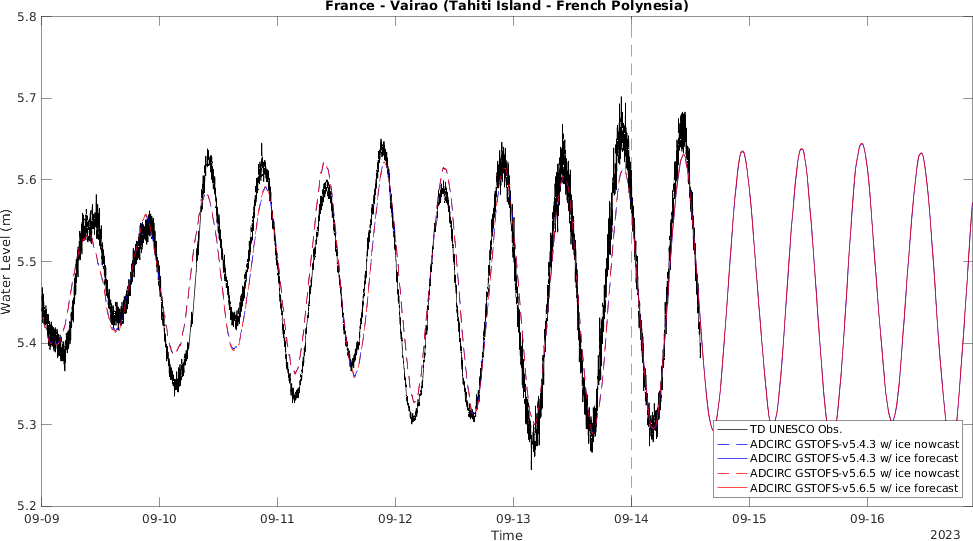 France - Vairao (Tahiti Island - French Polynesia)
5.8
5.7
5.6
5.5
5.4
5.3
5.2
Water Level (m)
TD UNESCO Obs.
ADCIRC GSTOFS-v5.4.3 w/ ice nowcast
ADCIRC GSTOFS-v5.4.3 w/ ice forecast
ADCIRC GSTOFS-v5.6.5 w/ ice nowcast
ADCIRC GSTOFS-v5.6.5 w/ ice forecast
09-09 09-10 09-11 09-12 09-13 09-14 09-15 09-16
Time
2023